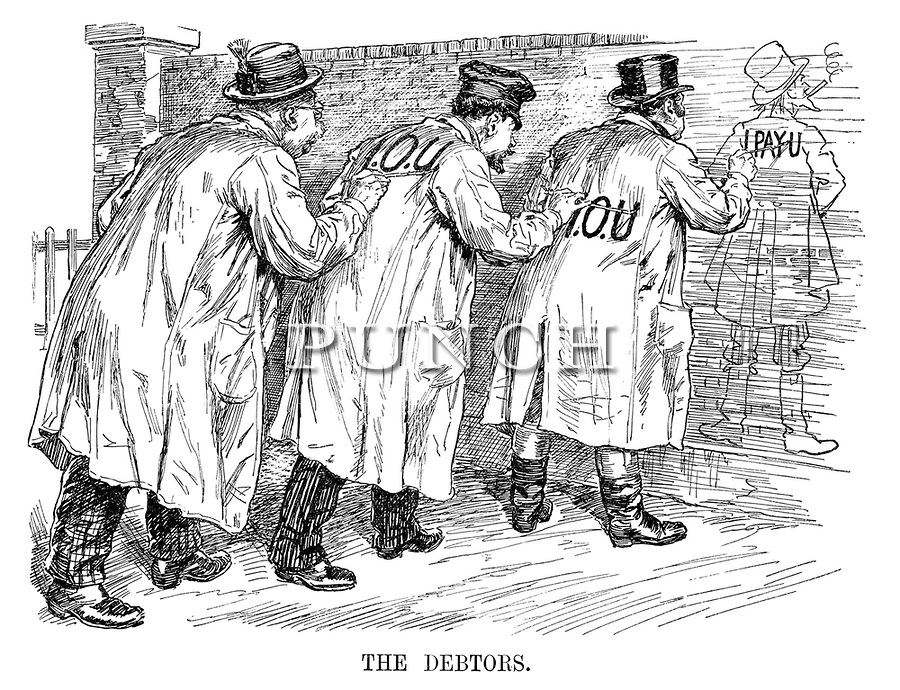 I.O.U
I.O.U
I PAY U
PUNCH
THE DEBTORS.